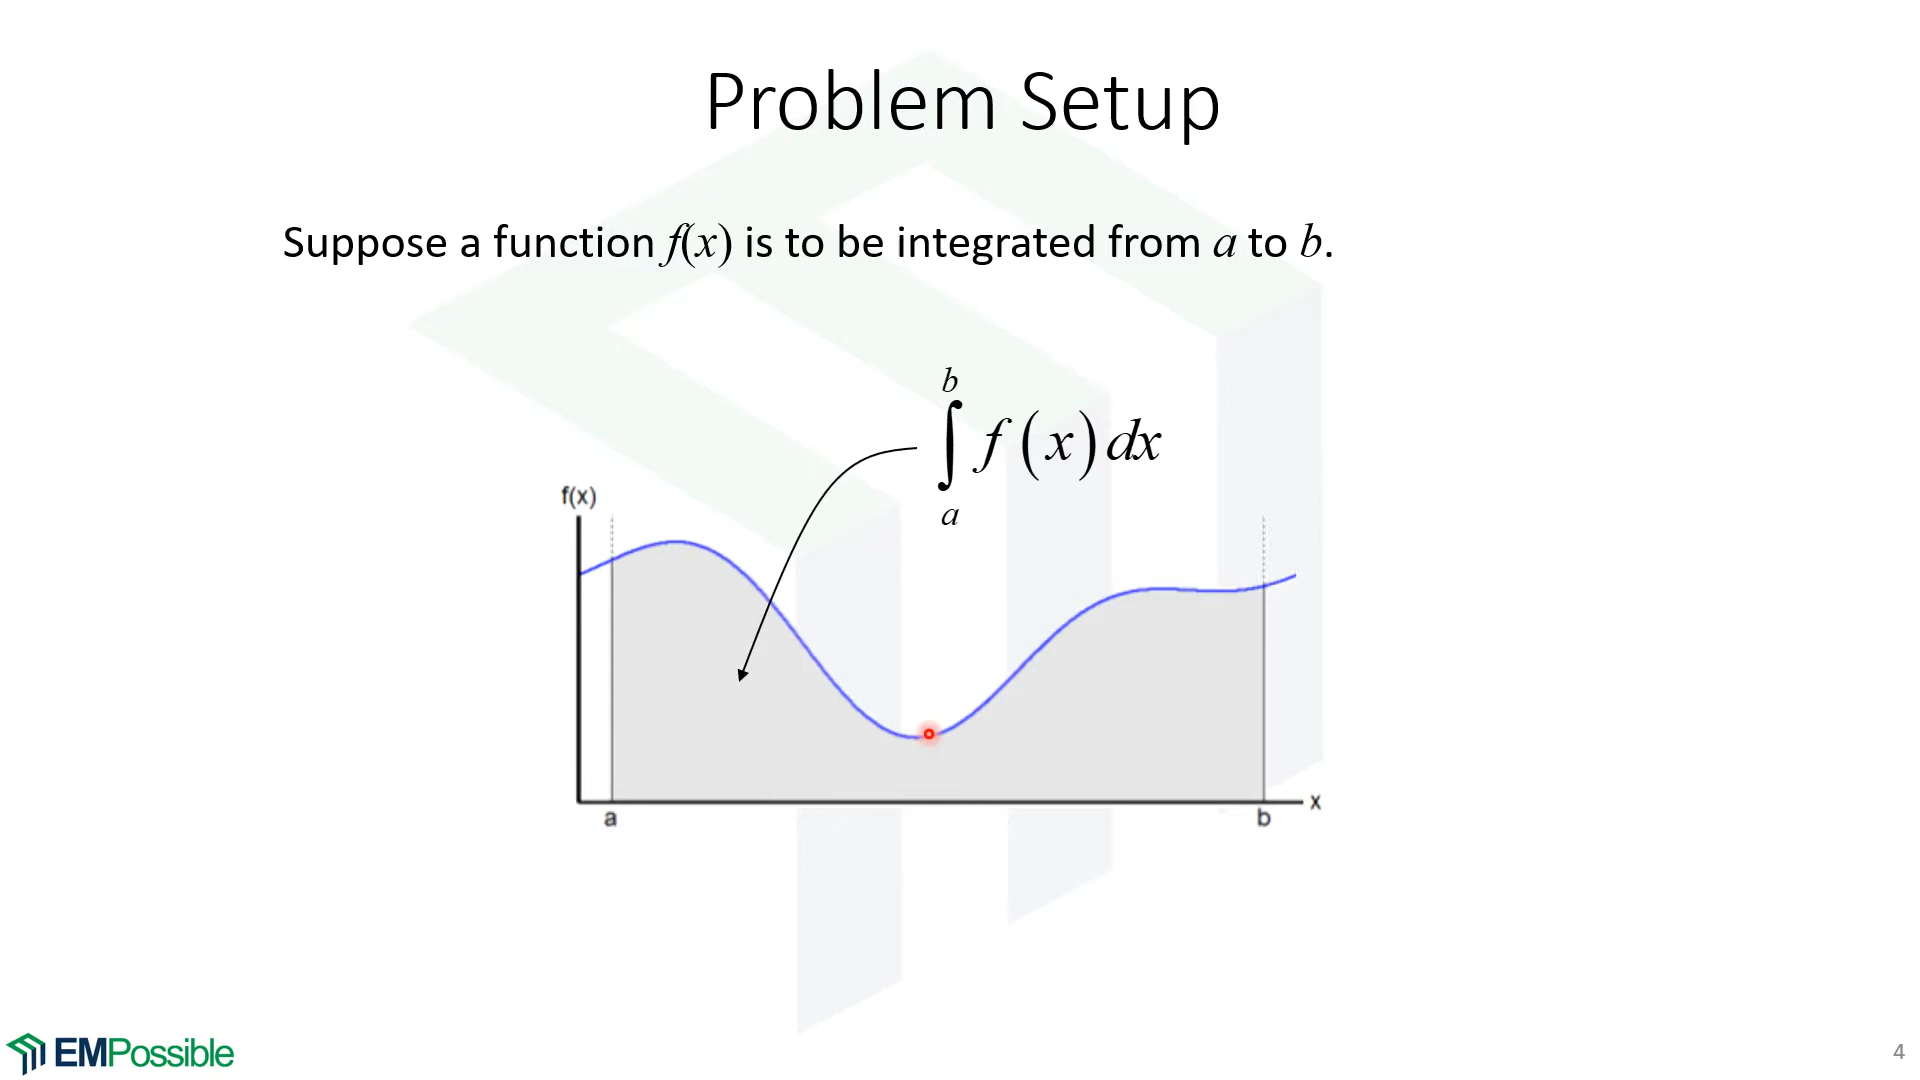 Problem Setup
Suppose a function f(x) is to be integrated from a to b.
b
∫ f(x)dx
a
f(x)
x
a b
EMPossible
4